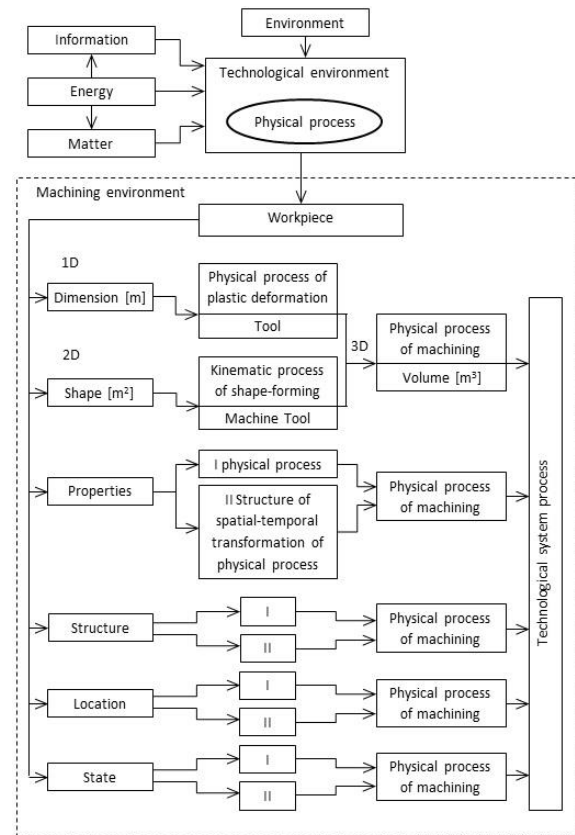 Environment
Information
Technological environment
Energy
Physical process
Matter
Machining environment
Workpiece
1D
Physical process of
plastic deformation
Dimension [m]
Tool
2D
3D
Physical process
of machining
Volume [m³]
Kinematic process
of shape-forming
Shape [m²]
Machine Tool
I physical process
Properties
II Structure of
spatial-temporal
transformation of
physical process
Physical process
of machining
Structure
I
II
Physical process
of machining
Location
I
II
Physical process
of machining
State
I
II
Physical process
of machining
Technological system process